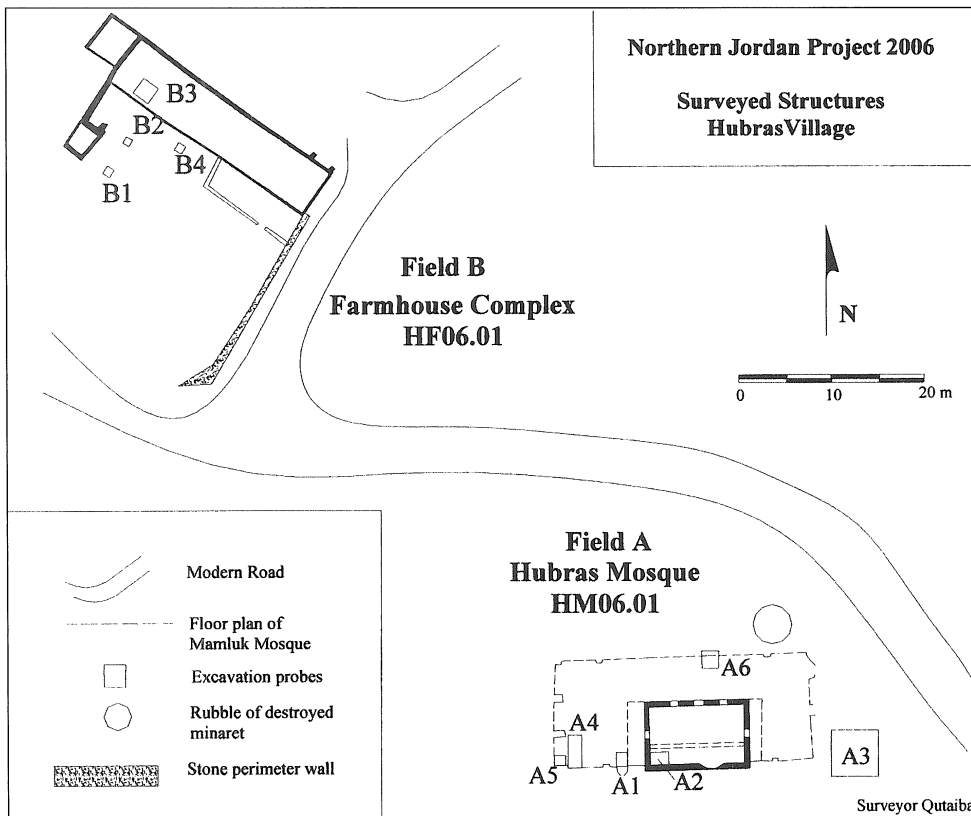 Northern Jordan Project 2006
Surveyed Structures
HubrasVillage
B3
B2
B4
B1
Field B
Farmhouse Complex
HF06.01
N
0 10 20 m
Field A
Hubras Mosque
HM06.01
A6
A4
A3
A5
A1
A2
Modern Road
Floor plan of
Mamluk Mosque
Excavation probes
Rubble of destroyed
minaret
Stone perimeter wall
Surveyor Qutaiba